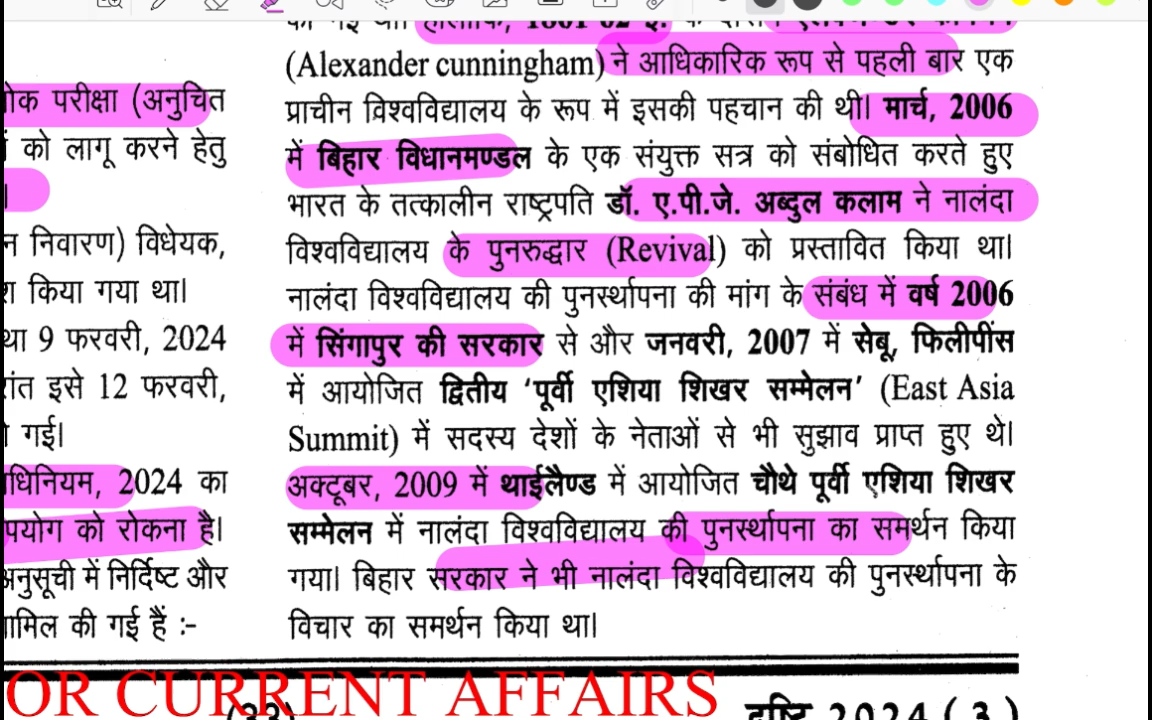 ोक परीक्षा (अनुचित
को लागू करने हेतु
न निवारण) विधेयक,
श किया गया था।
था 9 फरवरी, 2024
रांत इसे 12 फरवरी,
गई।
धिनियम, 2024 का
पयोग को रोकना है।
अनुसूची में निर्दिष्ट और
ामिल की गई हैं :-
(Alexander cunningham) ने आधिकारिक रूप से पहली बार एक
प्राचीन विश्वविद्यालय के रूप में इसकी पहचान की थी। मार्च, 2006
में बिहार विधानमण्डल के एक संयुक्त सत्र को संबोधित करते हुए
भारत के तत्कालीन राष्ट्रपति डॉ. ए.पी.जे. अब्दुल कलाम ने नालंदा
विश्वविद्यालय के पुनरुद्धार (Revival) को प्रस्तावित किया था।
नालंदा विश्वविद्यालय की पुनर्स्थापना की मांग के संबंध में वर्ष 2006
में सिंगापुर की सरकार से और जनवरी, 2007 में सेबू, फिलीपींस
में आयोजित द्वितीय ‘पूर्वी एशिया शिखर सम्मेलन’ (East Asia
Summit) में सदस्य देशों के नेताओं से भी सुझाव प्राप्त हुए थे।
अक्टूबर, 2009 में थाईलैण्ड में आयोजित चौथे पूर्वी एशिया शिखर
सम्मेलन में नालंदा विश्वविद्यालय की पुनर्स्थापना का समर्थन किया
गया। बिहार सरकार ने भी नालंदा विश्वविद्यालय की पुनर्स्थापना के
विचार का समर्थन किया था।
OR CURRENT AFFAIRS
(33) दृष्टि 2024 ( 3 )